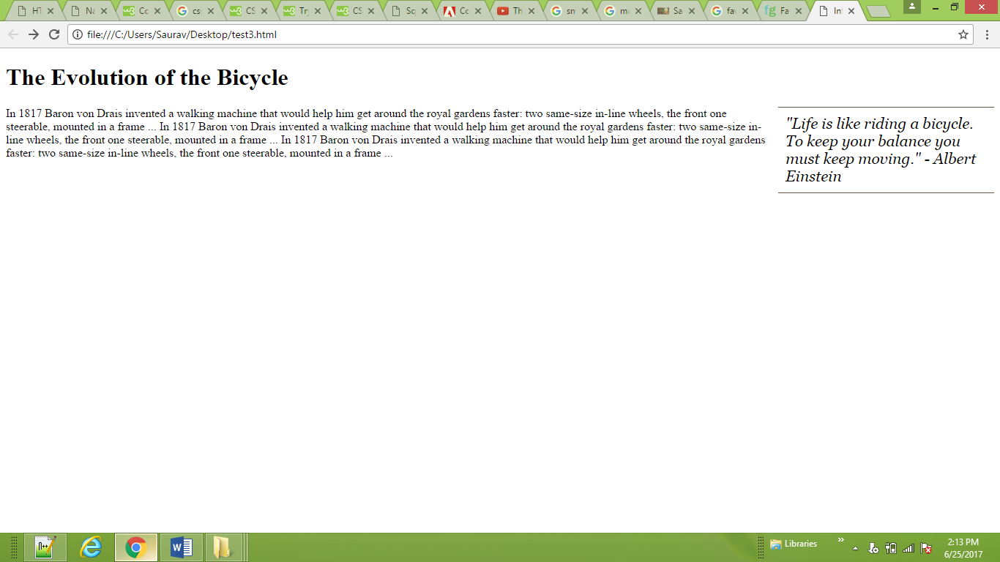 HT
Na
Co
cs
CS
Try
CS
Sq
Co
Th
sm
ma
Sa
fav
fg Fa
Int
file:///C:/Users/Saurav/Desktop/test3.html
The Evolution of the Bicycle
In 1817 Baron von Drais invented a walking machine that would help him get around the royal gardens faster: two same-size in-line wheels, the front one
steerable, mounted in a frame ... In 1817 Baron von Drais invented a walking machine that would help him get around the royal gardens faster: two same-size in-
line wheels, the front one steerable, mounted in a frame ... In 1817 Baron von Drais invented a walking machine that would help him get around the royal gardens
faster: two same-size in-line wheels, the front one steerable, mounted in a frame ...
"Life is like riding a bicycle.
To keep your balance you
must keep moving." - Albert
Einstein
Libraries
2:13 PM
6/25/2017